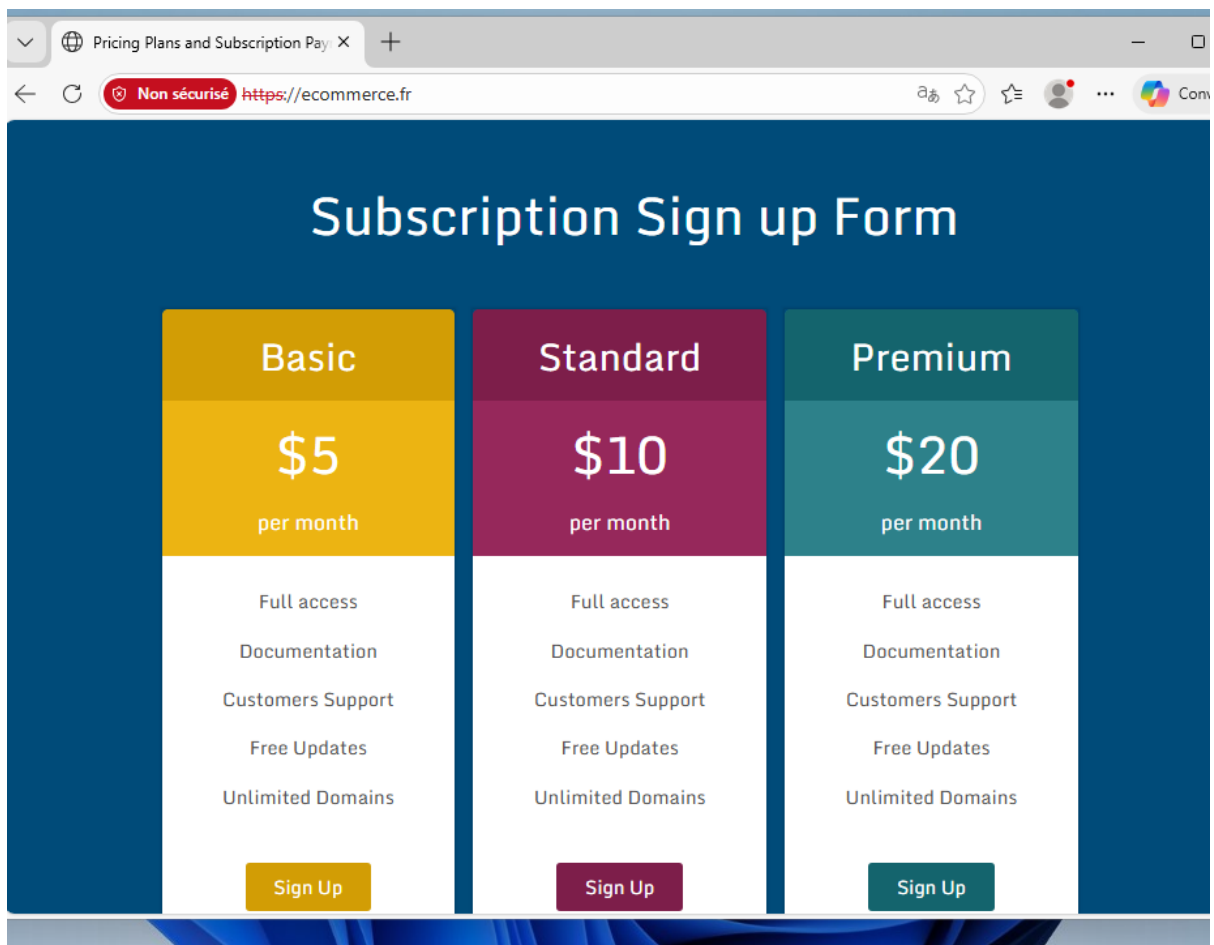 Pricing Plans and Subscription Pay
Non sécurisé https://ecommerce.fr
Subscription Sign up Form
Basic
$5
per month
Full access
Documentation
Customers Support
Free Updates
Unlimited Domains
Sign Up
Standard
$10
per month
Full access
Documentation
Customers Support
Free Updates
Unlimited Domains
Sign Up
Premium
$20
per month
Full access
Documentation
Customers Support
Free Updates
Unlimited Domains
Sign Up